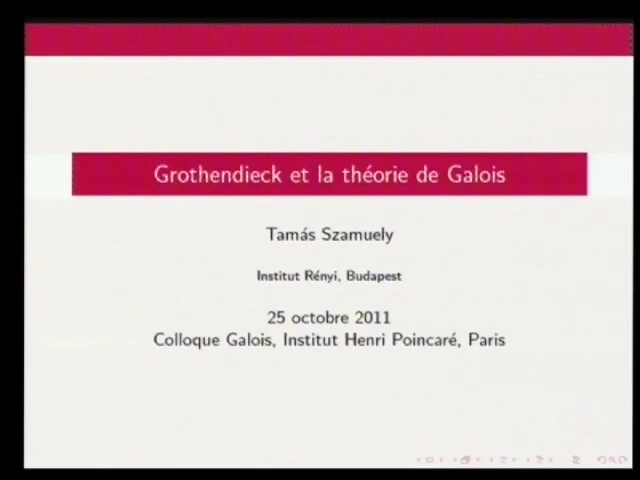 Grothendieck et la théorie de Galois
Tamás Szamuely
Institut Rényi, Budapest
25 octobre 2011
Colloque Galois, Institut Henri Poincaré, Paris